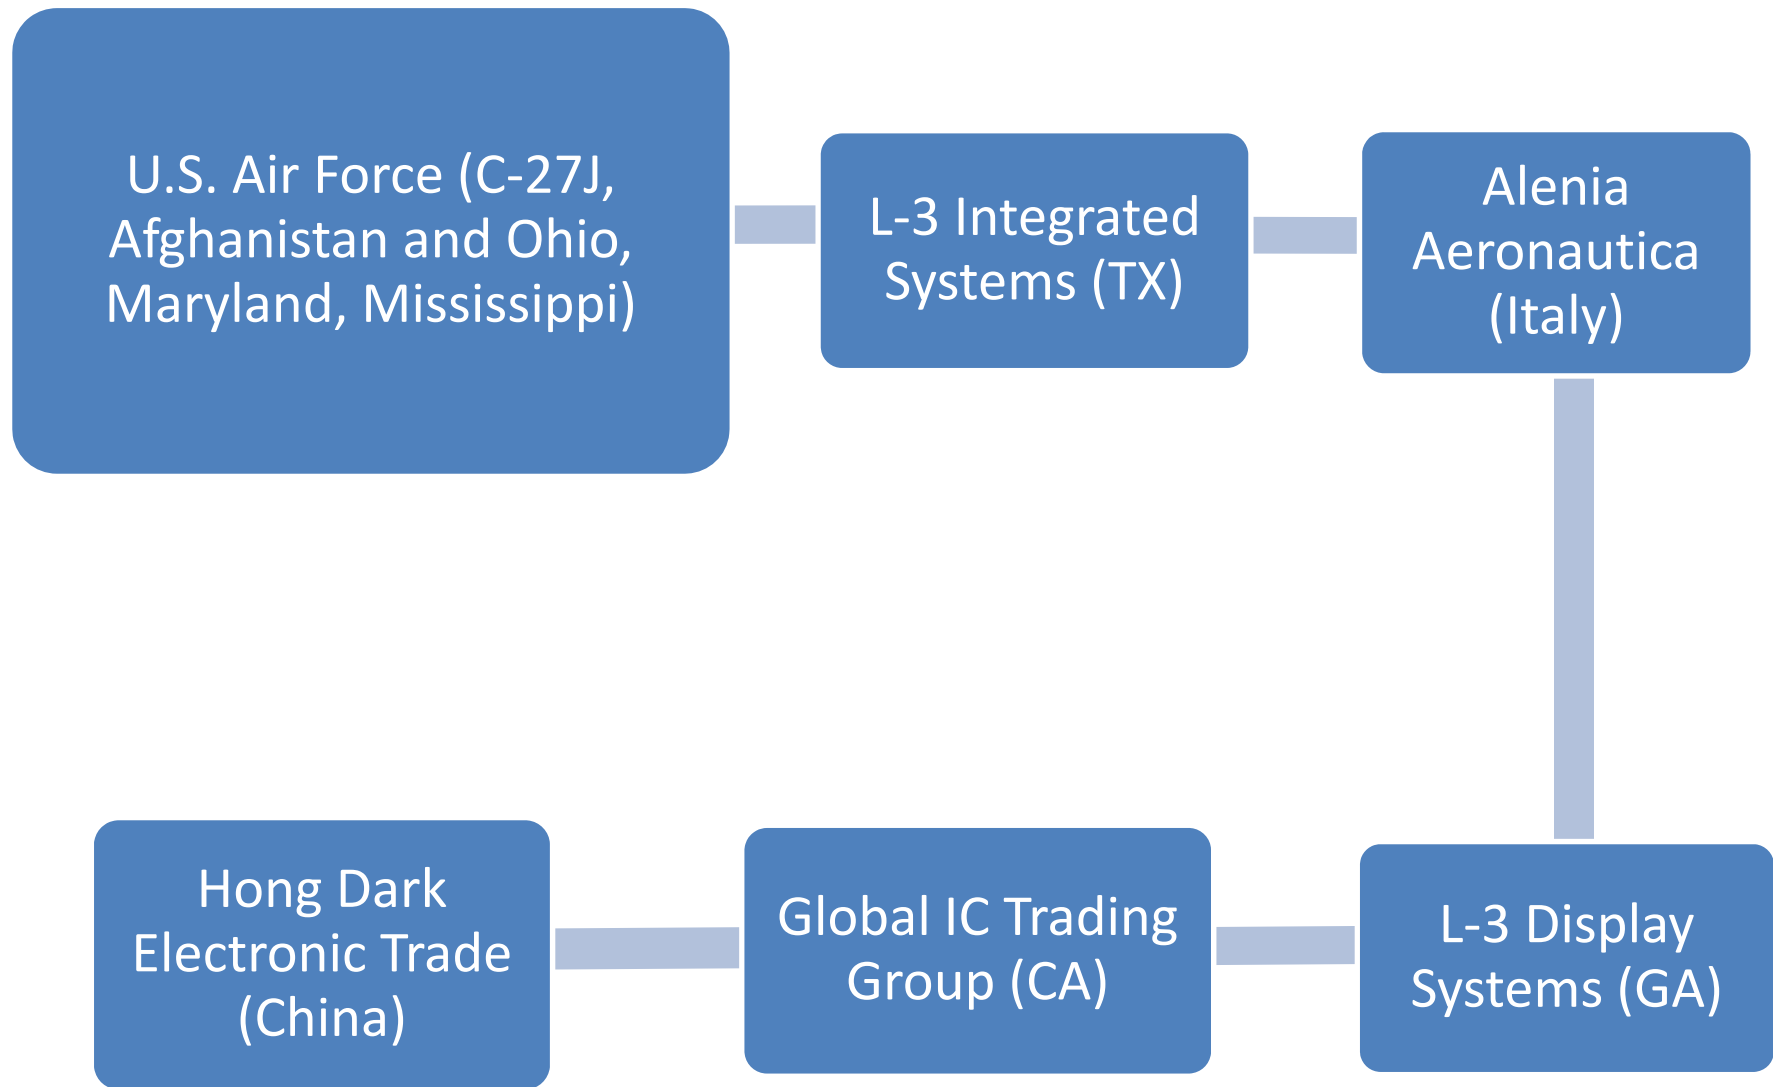 U.S. Air Force (C-27J,
Afghanistan and Ohio,
Maryland, Mississippi)
L-3 Integrated
Systems (TX)
Alenia
Aeronautica
(Italy)
Hong Dark
Electronic Trade
(China)
Global IC Trading
Group (CA)
L-3 Display
Systems (GA)